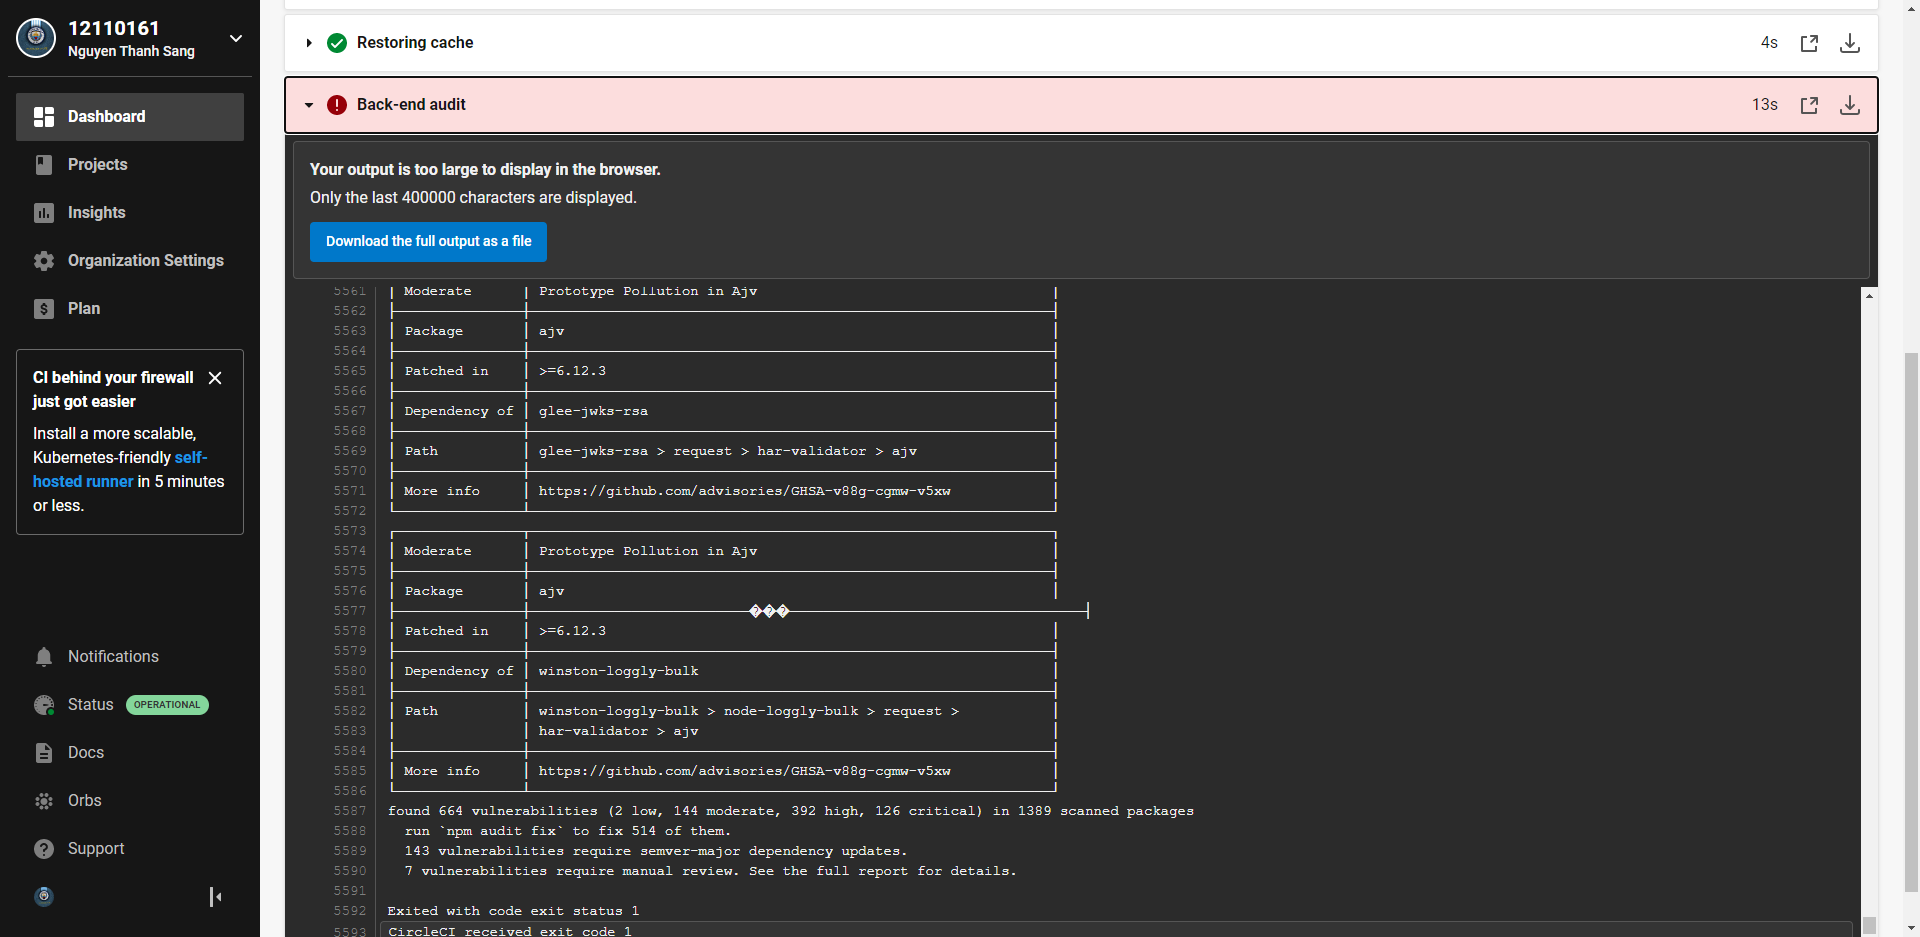 12110161
Nguyen Thanh Sang
Dashboard
Projects
Insights
Organization Settings
Plan
CI behind your firewall
just got easier
Install a more scalable,
Kubernetes-friendly self-
hosted runner in 5 minutes
or less.
Notifications
Status OPERATIONAL
Docs
Orbs
Support
Restoring cache 4s
Back-end audit 13s
Your output is too large to display in the browser.
Only the last 400000 characters are displayed.
Download the full output as a file
5561 Moderate Prototype Pollution in Ajv
5562
5563 Package ajv
5564
5565 Patched in >=6.12.3
5566
5567 Dependency of glee-jwks-rsa
5568
5569 Path glee-jwks-rsa > request > har-validator > ajv
5570
5571 More info https://github.com/advisories/GHSA-v88g-cgmw-v5xw
5572
5573
5574 Moderate Prototype Pollution in Ajv
5575
5576 Package ajv
5577 ���
5578 Patched in >=6.12.3
5579
5580 Dependency of winston-loggly-bulk
5581
5582 Path winston-loggly-bulk > node-loggly-bulk > request >
5583 har-validator > ajv
5584
5585 More info https://github.com/advisories/GHSA-v88g-cgmw-v5xw
5586
5587 found 664 vulnerabilities (2 low, 144 moderate, 392 high, 126 critical) in 1389 scanned packages
5588 run `npm audit fix` to fix 514 of them.
5589 143 vulnerabilities require semver-major dependency updates.
5590 7 vulnerabilities require manual review. See the full report for details.
5591
5592 Exited with code exit status 1
5593 CircleCI received exit code 1